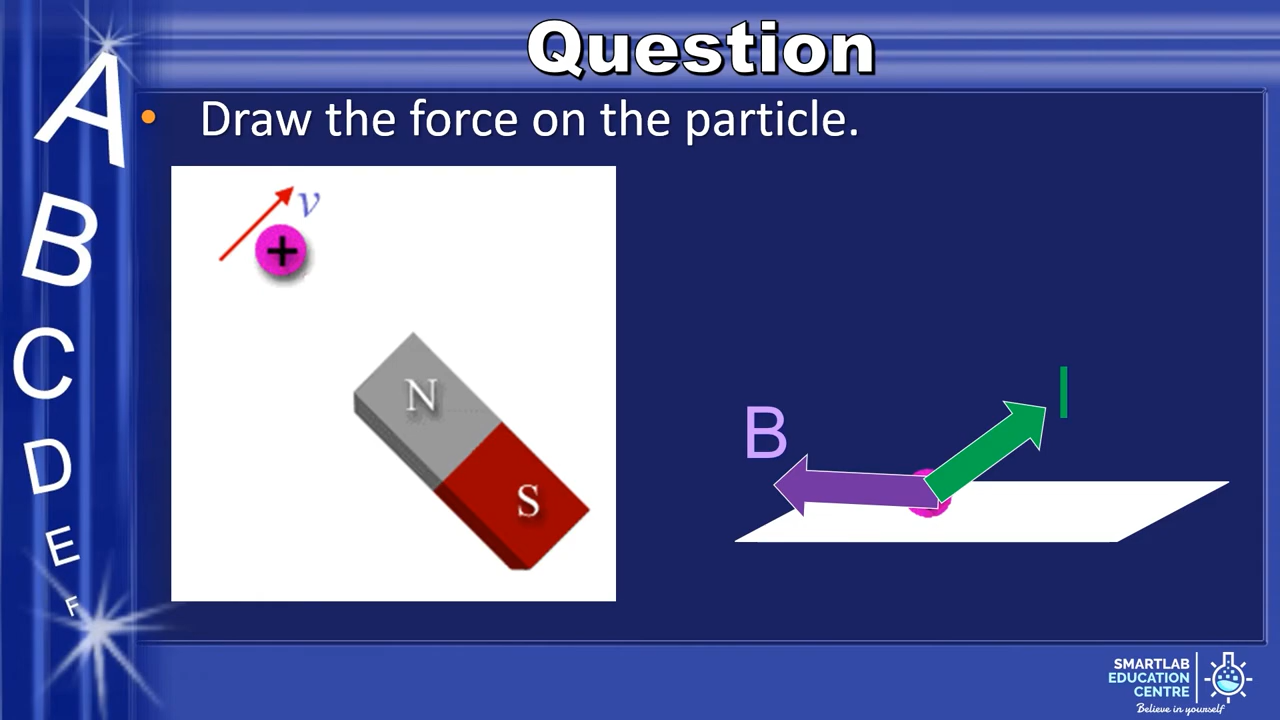 Question
A
B
C
D
E
F
• Draw the force on the particle.
v
+
N
S
B
I
SMARTLAB
EDUCATION
CENTRE
Believe in yourself